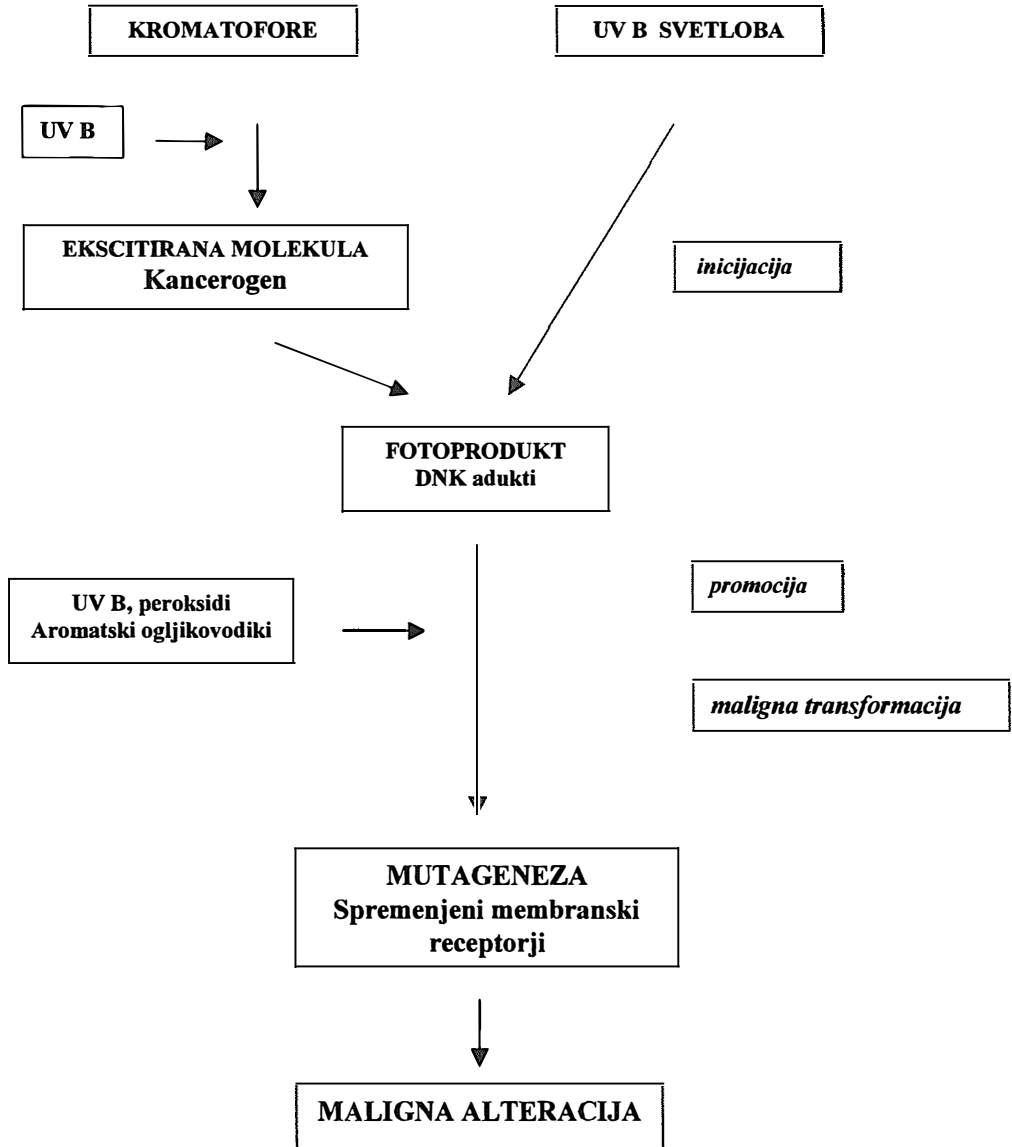 KROMATOFORE
UV B SVETLOBA
UV B
EKSCITIRANA MOLEKULA
Kancerogen
inicijacija
FOTOPRODUKT
DNK adukti
UV B, peroksidi
Aromatski ogljikovodiki
promocija
maligna transformacija
MUTAGENEZA
Spremenjeni membranski
receptorji
MALIGNA ALTERACIJA